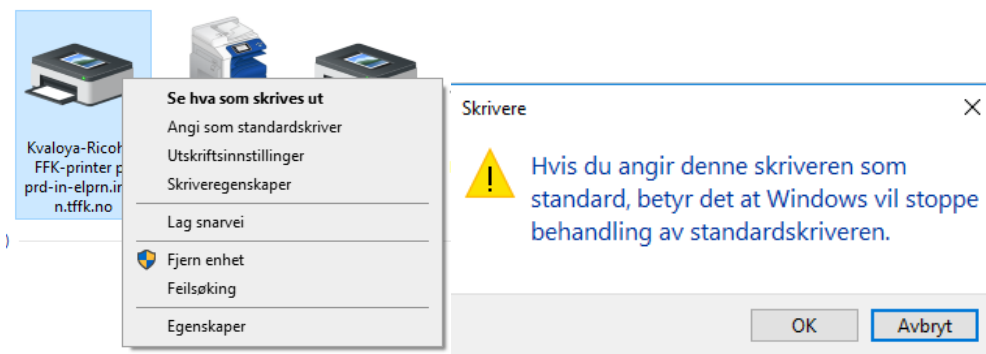 Kvaloya-Ricoh
FFK-printer p
prd-in-elprn.in
n.tffk.no
)
Se hva som skrives ut
Angi som standardskriver
Utskriftsinnstillinger
Skriveregenskaper
Lag snarvei
Fjern enhet
Feilsøking
Egenskaper
Skrivere
Hvis du angir denne skriveren som
standard, betyr det at Windows vil stoppe
behandling av standardskriveren.
OK
Avbryt